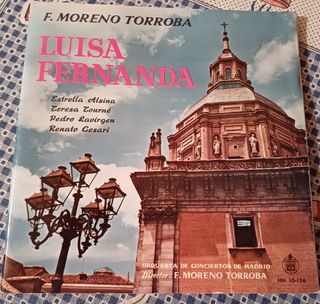 F. MORENO TORROBA
LUISA
FERNANDA
Estrella Alsina
Teresa Tourné
Pedro Lavirgen
Renato Cesari
ORQUESTA DE CONCIERTOS DE MADRID
Director: F. MORENO TORROBA
HH 10-156